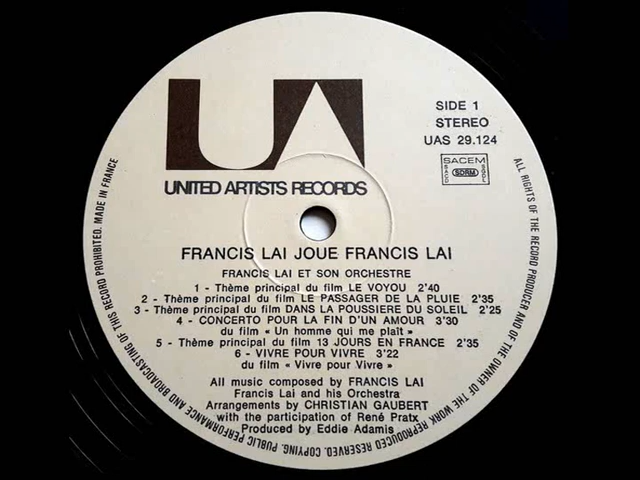 UA
UNITED ARTISTS RECORDS
SIDE 1
STEREO
UAS 29.124
SACEM
SACD
SDRM
SGDL
FRANCIS LAI JOUE FRANCIS LAI
FRANCIS LAI ET SON ORCHESTRE
1 - Thème principal du film LE VOYOU 2'40
2 - Thème principal du film LE PASSAGER DE LA PLUIE 2'35
3 - Thème principal du film DANS LA POUSSIERE DU SOLEIL 2'25
4 - CONCERTO POUR LA FIN D'UN AMOUR 3'30
du film « Un homme qui me plaît »
5 - Thème principal du film 13 JOURS EN FRANCE 2'35
6 - VIVRE POUR VIVRE 3'22
du film « Vivre pour Vivre »
All music composed by FRANCIS LAI
Francis Lai and his Orchestra
Arrangements by CHRISTIAN GAUBERT
with the participation of René Pratx
Produced by Eddie Adamis
ALL RIGHTS OF THE RECORD PRODUCER AND OF THE OWNER OF THE WORK REPRODUCED RESERVED. COPYING, PUBLIC PERFORMANCE AND BROADCASTING OF THIS RECORD PROHIBITED. MADE IN FRANCE